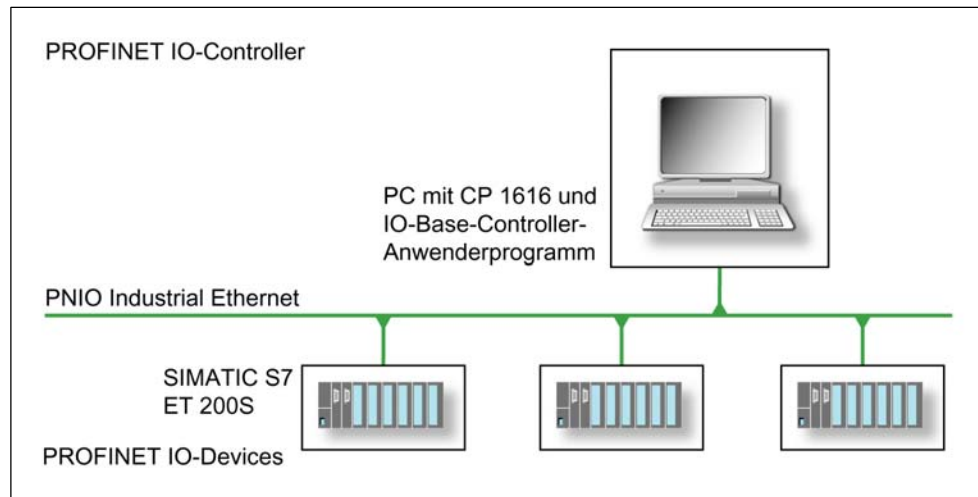 PROFINET IO-Controller
PC mit CP 1616 und
IO-Base-Controller-
Anwenderprogramm
PNIO Industrial Ethernet
SIMATIC S7
ET 200S
PROFINET IO-Devices